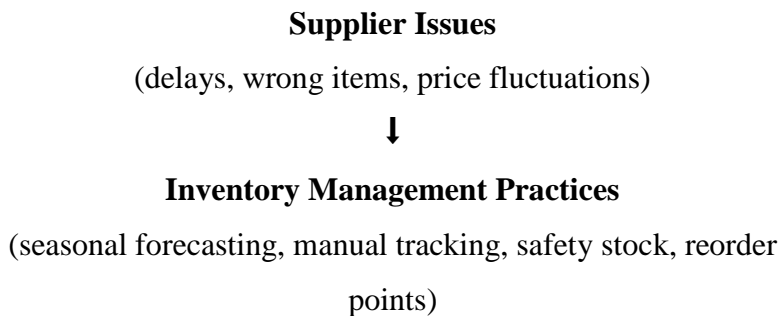 Supplier Issues
(delays, wrong items, price fluctuations)
⬇
Inventory Management Practices
(seasonal forecasting, manual tracking, safety stock, reorder
points)